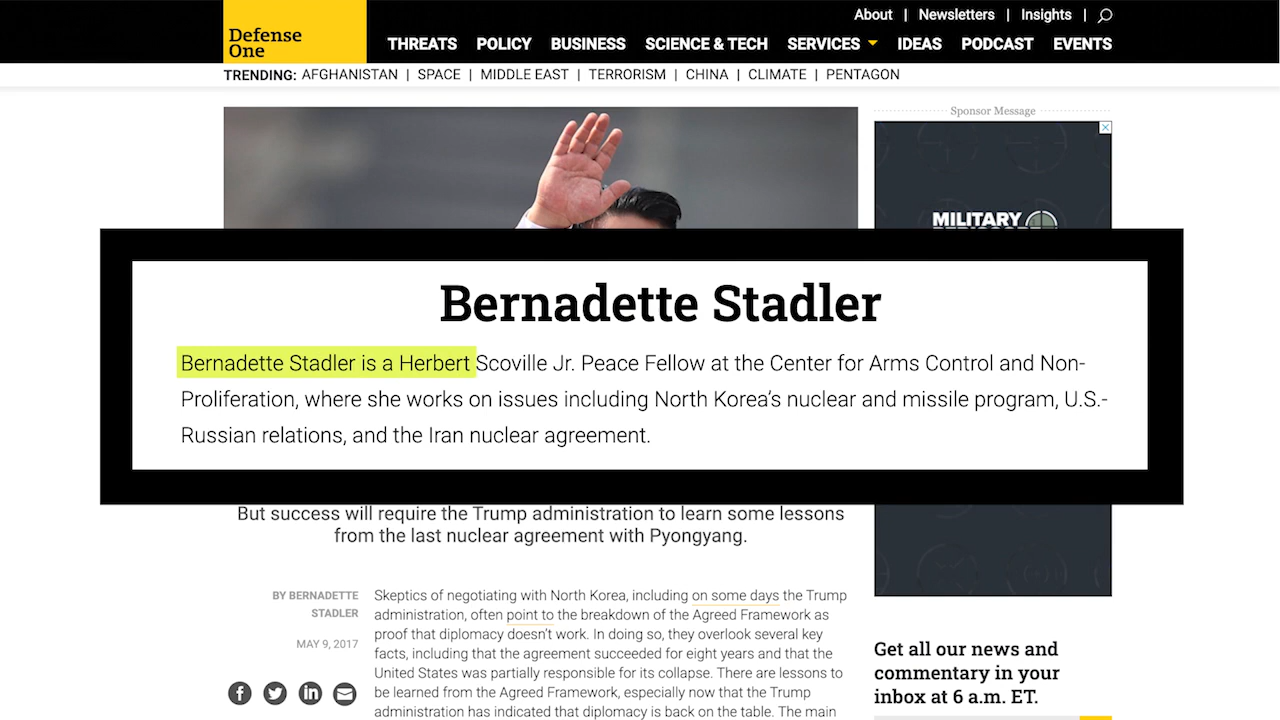 About | Newsletters | Insights |
Defense
One
THREATS POLICY BUSINESS SCIENCE & TECH SERVICES IDEAS PODCAST EVENTS
TRENDING: AFGHANISTAN | SPACE | MIDDLE EAST | TERRORISM | CHINA | CLIMATE | PENTAGON
Sponsor Message
MILITARY
Bernadette Stadler
Bernadette Stadler is a Herbert Scoville Jr. Peace Fellow at the Center for Arms Control and Non-
Proliferation, where she works on issues including North Korea’s nuclear and missile program, U.S.-
Russian relations, and the Iran nuclear agreement.
But success will require the Trump administration to learn some lessons
from the last nuclear agreement with Pyongyang.
BY BERNADETTE
STADLER
MAY 9, 2017
Skeptics of negotiating with North Korea, including on some days the Trump
administration, often point to the breakdown of the Agreed Framework as
proof that diplomacy doesn’t work. In doing so, they overlook several key
facts, including that the agreement succeeded for eight years and that the
United States was partially responsible for its collapse. There are lessons to
be learned from the Agreed Framework, especially now that the Trump
administration has indicated that diplomacy is back on the table. The main
Get all our news and
commentary in your
inbox at 6 a.m. ET.